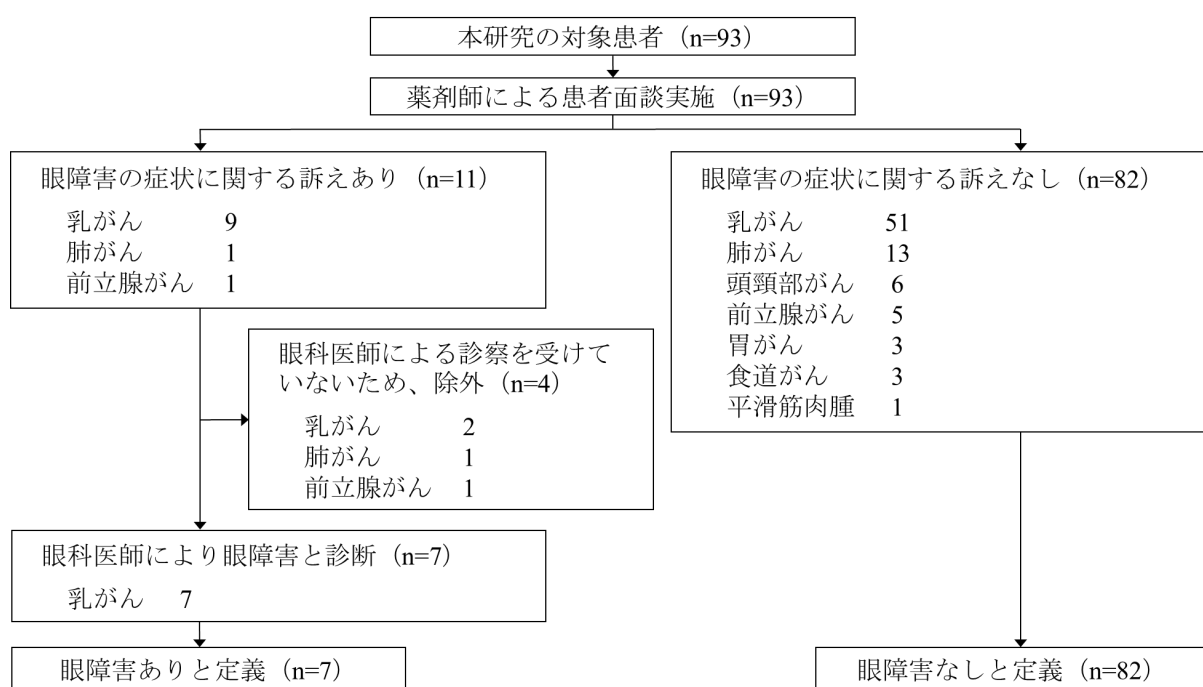 本研究の対象患者(n=93)
薬剤師による患者面談実施(n=93)
眼障害の症状に関する訴えあり(n=11)
乳がん 9
肺がん 1
前立腺がん 1
眼障害の症状に関する訴えなし(n=82)
乳がん 51
肺がん 13
頭頸部がん 6
前立腺がん 5
胃がん 3
食道がん 3
平滑筋肉腫 1
眼科医師による診察を受けて
いないため、除外(n=4)
乳がん 2
肺がん 1
前立腺がん 1
眼科医師により眼障害と診断(n=7)
乳がん 7
眼障害ありと定義(n=7)
眼障害なしと定義(n=82)